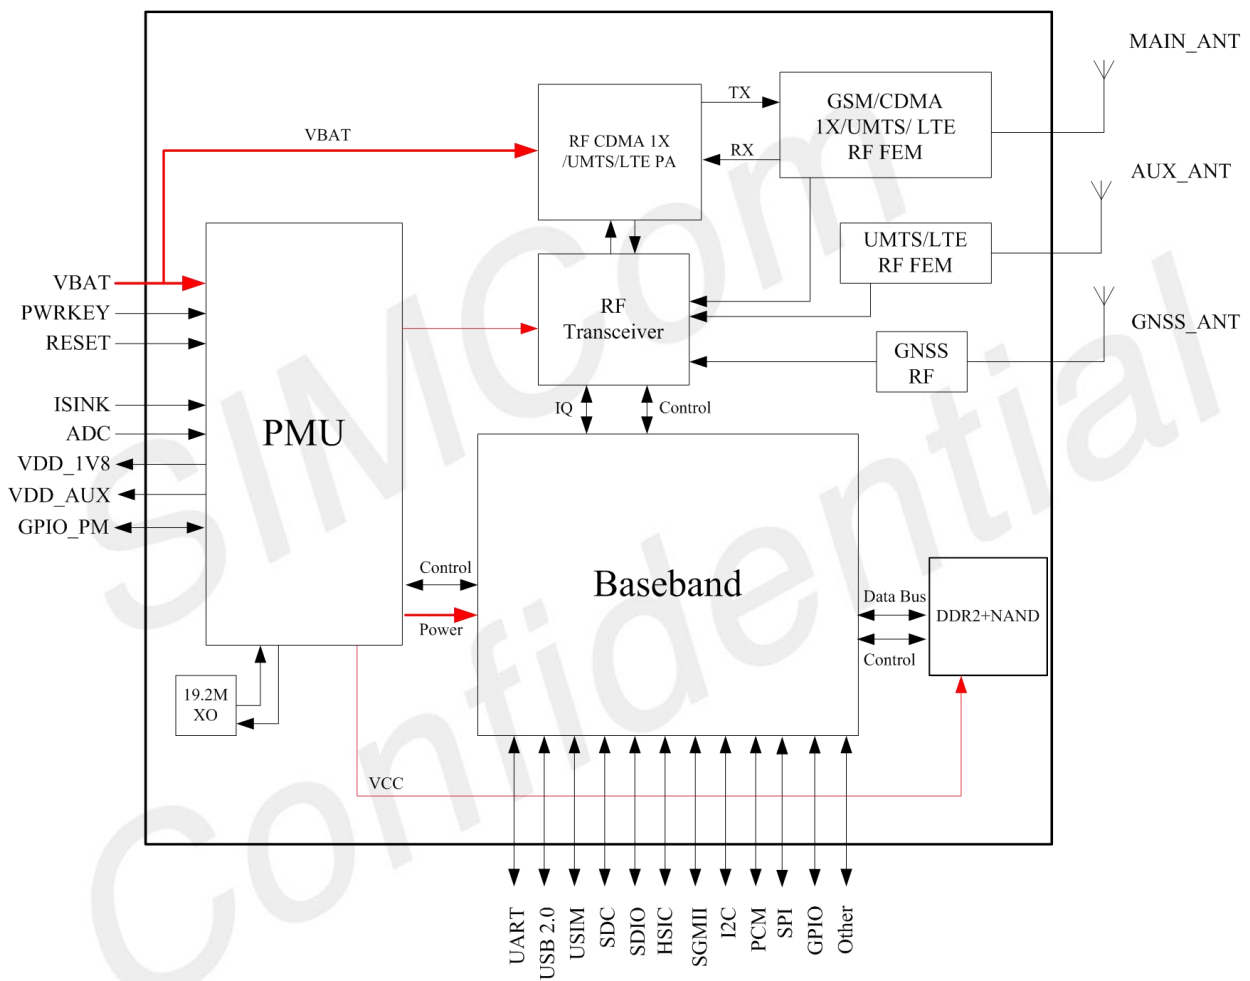 MAIN_ANT
TX
GSM/CDMA
1X/UMTS/ LTE
RF FEM
VBAT
RF CDMA 1X
/UMTS/LTE PA
RX
AUX_ANT
UMTS/LTE
RF FEM
VBAT
PWRKEY
RESET
RF
Transceiver
GNSS_ANT
GNSS
RF
ISINK
ADC
VDD_1V8
VDD_AUX
GPIO_PM
PMU
IQ
Control
Control
Power
Baseband
Data Bus
Control
DDR2+NAND
19.2M
XO
VCC
UART
USB 2.0
USIM
SDC
SDIO
HSIC
SGMII
I2C
PCM
SPI
GPIO
Other
SIMCom
Confidential